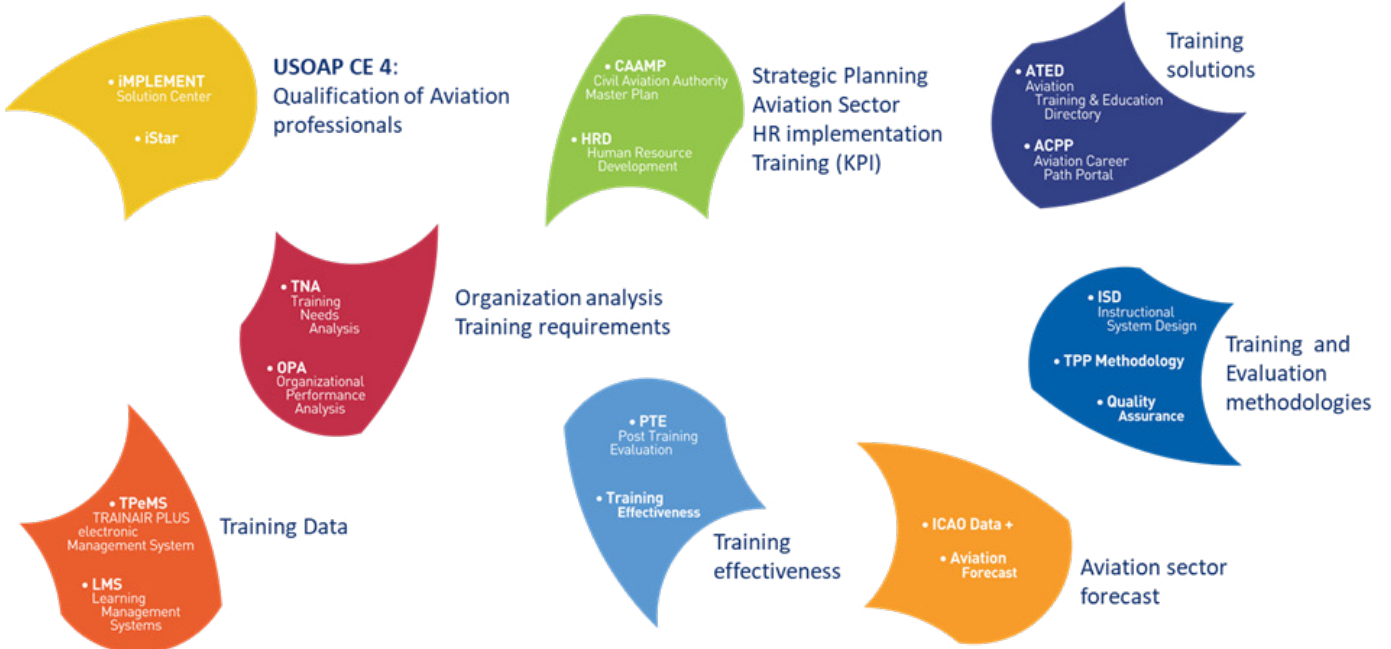 • iMPLEMENT
Solution Center
• iStar
USOAP CE 4:
Qualification of Aviation
professionals
• CAAMP
Civil Aviation Authority
Master Plan
• HRD
Human Resource
Development
Strategic Planning
Aviation Sector
HR implementation
Training (KPI)
• ATED
Aviation
Training & Education
Directory
• ACPP
Aviation Career
Path Portal
Training
solutions
• TNA
Training
Needs
Analysis
• OPA
Organizational
Performance
Analysis
Organization analysis
Training requirements
• ISD
Instructional
System Design
• TPP Methodology
• Quality
Assurance
Training and
Evaluation
methodologies
• TPeMS
TRAINAIR PLUS
electronic
Management System
• LMS
Learning
Management
Systems
Training Data
• PTE
Post Training
Evaluation
• Training
Effectiveness
Training
effectiveness
• ICAO Data +
• Aviation
Forecast
Aviation sector
forecast